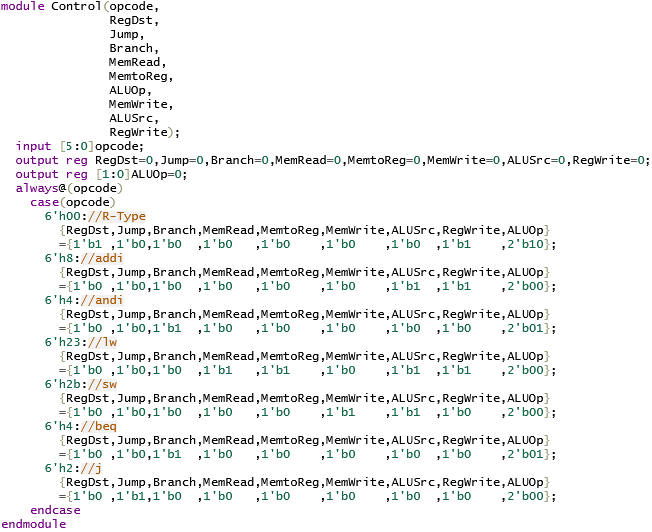 module Control(opcode,
               RegDst,
               Jump,
               Branch,
               MemRead,
               MemtoReg,
               ALUOp,
               MemWrite,
               ALUSrc,
               RegWrite);
  input [5:0]opcode;
  output reg RegDst=0,Jump=0,Branch=0,MemRead=0,MemtoReg=0,MemWrite=0,ALUSrc=0,RegWrite=0;
  output reg [1:0]ALUOp=0;
  always@(opcode)
    case(opcode)
      6'h00://R-Type
        {RegDst,Jump,Branch,MemRead,MemtoReg,MemWrite,ALUSrc,RegWrite,ALUOp}
        ={1'b1 ,1'b0,1'b0  ,1'b0   ,1'b0    ,1'b0    ,1'b0  ,1'b1    ,2'b10};
      6'h8://addi
        {RegDst,Jump,Branch,MemRead,MemtoReg,MemWrite,ALUSrc,RegWrite,ALUOp}
        ={1'b0 ,1'b0,1'b0  ,1'b0   ,1'b0    ,1'b0    ,1'b1  ,1'b1    ,2'b00};
      6'h4://andi
        {RegDst,Jump,Branch,MemRead,MemtoReg,MemWrite,ALUSrc,RegWrite,ALUOp}
        ={1'b0 ,1'b0,1'b1  ,1'b0   ,1'b0    ,1'b0    ,1'b0  ,1'b0    ,2'b01};
      6'h23://lw
        {RegDst,Jump,Branch,MemRead,MemtoReg,MemWrite,ALUSrc,RegWrite,ALUOp}
        ={1'b0 ,1'b0,1'b0  ,1'b1   ,1'b1    ,1'b0    ,1'b1  ,1'b1    ,2'b00};
      6'h2b://sw
        {RegDst,Jump,Branch,MemRead,MemtoReg,MemWrite,ALUSrc,RegWrite,ALUOp}
        ={1'b0 ,1'b0,1'b0  ,1'b0   ,1'b0    ,1'b1    ,1'b1  ,1'b0    ,2'b00};
      6'h4://beq
        {RegDst,Jump,Branch,MemRead,MemtoReg,MemWrite,ALUSrc,RegWrite,ALUOp}
        ={1'b0 ,1'b0,1'b1  ,1'b0   ,1'b0    ,1'b0    ,1'b0  ,1'b0    ,2'b01};
      6'h2://j
        {RegDst,Jump,Branch,MemRead,MemtoReg,MemWrite,ALUSrc,RegWrite,ALUOp}
        ={1'b0 ,1'b1,1'b0  ,1'b0   ,1'b0    ,1'b0    ,1'b0  ,1'b0    ,2'b00};
    endcase
endmodule